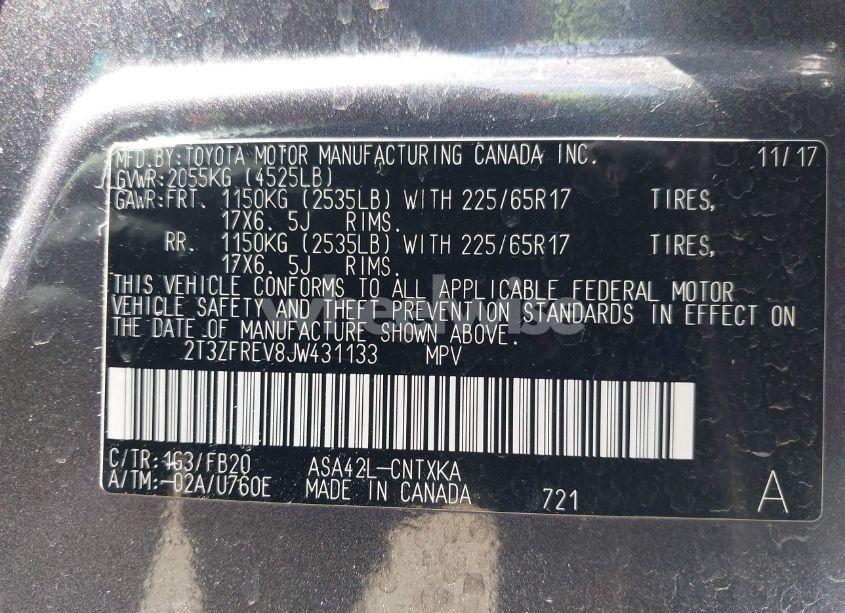 MFD.BY:TOYOTA MOTOR MANUFACTURING CANADA INC. 11/17
GVWR:2055KG (4525LB)
GAWR:FRT. 1150KG (2535LB) WITH 225/65R17 TIRES,
17X6. 5J RIMS.
RR. 1150KG (2535LB) WITH 225/65R17 TIRES,
17X6. 5J RIMS.
THIS VEHICLE CONFORMS TO ALL APPLICABLE FEDERAL MOTOR
VEHICLE SAFETY AND THEFT PREVENTION STANDARDS IN EFFECT ON
THE DATE OF MANUFACTURE SHOWN ABOVE.
2T3ZFREV8JW431133 MPV
C/TR: 1G3/FB20 ASA42L-CNTXKA
A/TM:-02A/U760E MADE IN CANADA 721 A